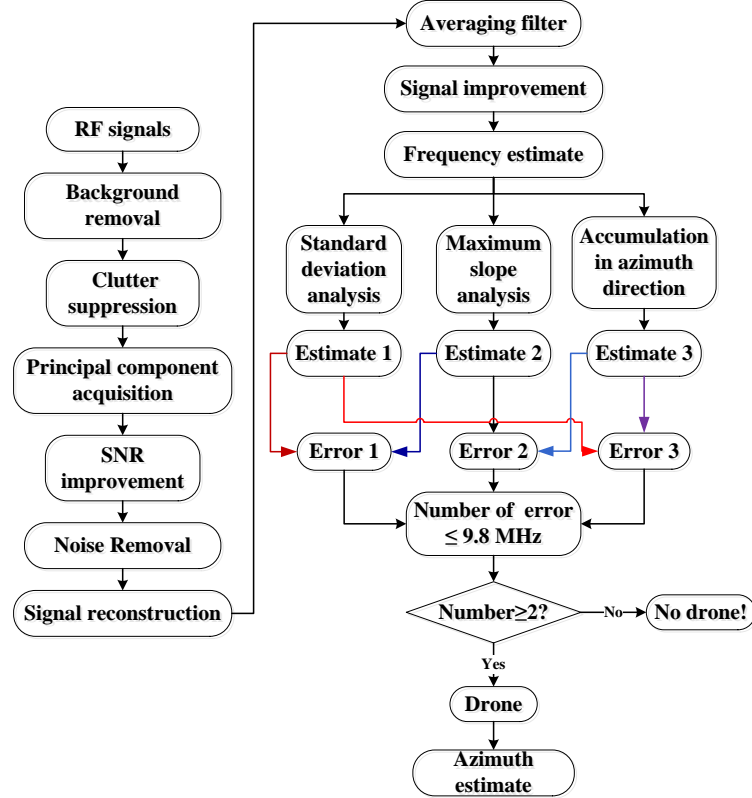 RF signals
Background
removal
Clutter
suppression
Principal component
acquisition
SNR
improvement
Noise Removal
Signal reconstruction
Averaging filter
Signal improvement
Frequency estimate
Standard
deviation
analysis
Maximum
slope
analysis
Accumulation
in azimuth
direction
Estimate 1
Estimate 2
Estimate 3
Error 1
Error 2
Error 3
Number of error
≤ 9.8 MHz
Number≥2?
No
No drone!
Yes
Drone
Azimuth
estimate